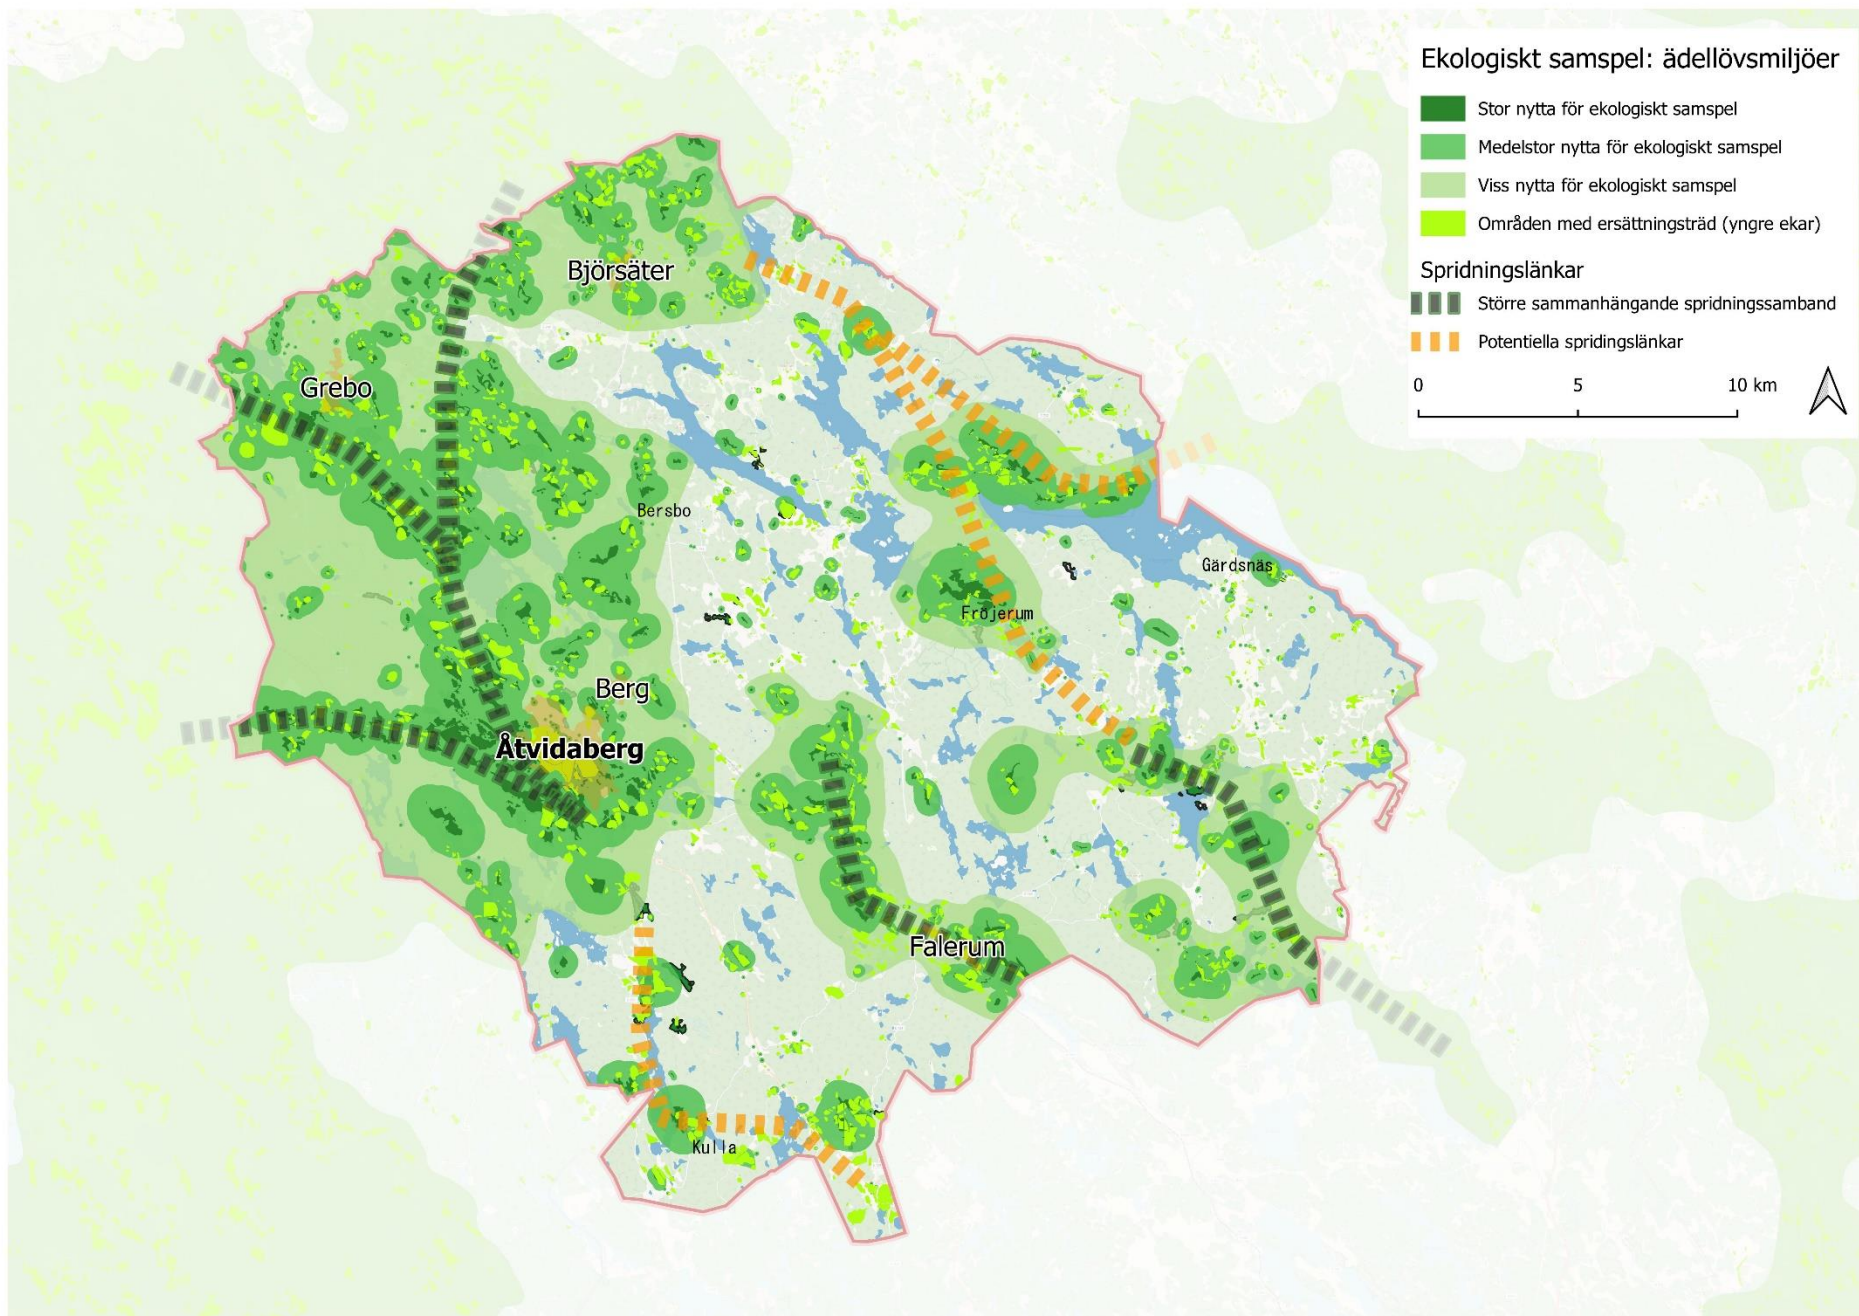 Ekologiskt samspel: ädellövsmiljöer
Stor nytta för ekologiskt samspel
Medelstor nytta för ekologiskt samspel
Viss nytta för ekologiskt samspel
Områden med ersättningsträd (yngre ekar)
Spridningslänkar
Större sammanhängande spridningssamband
Potentiella spridingslänkar
0 5 10 km
Björsäter
Grebo
Bersbo
Gärdsnäs
Fröjerum
Berg
Åtvidaberg
Falerum
Kulla